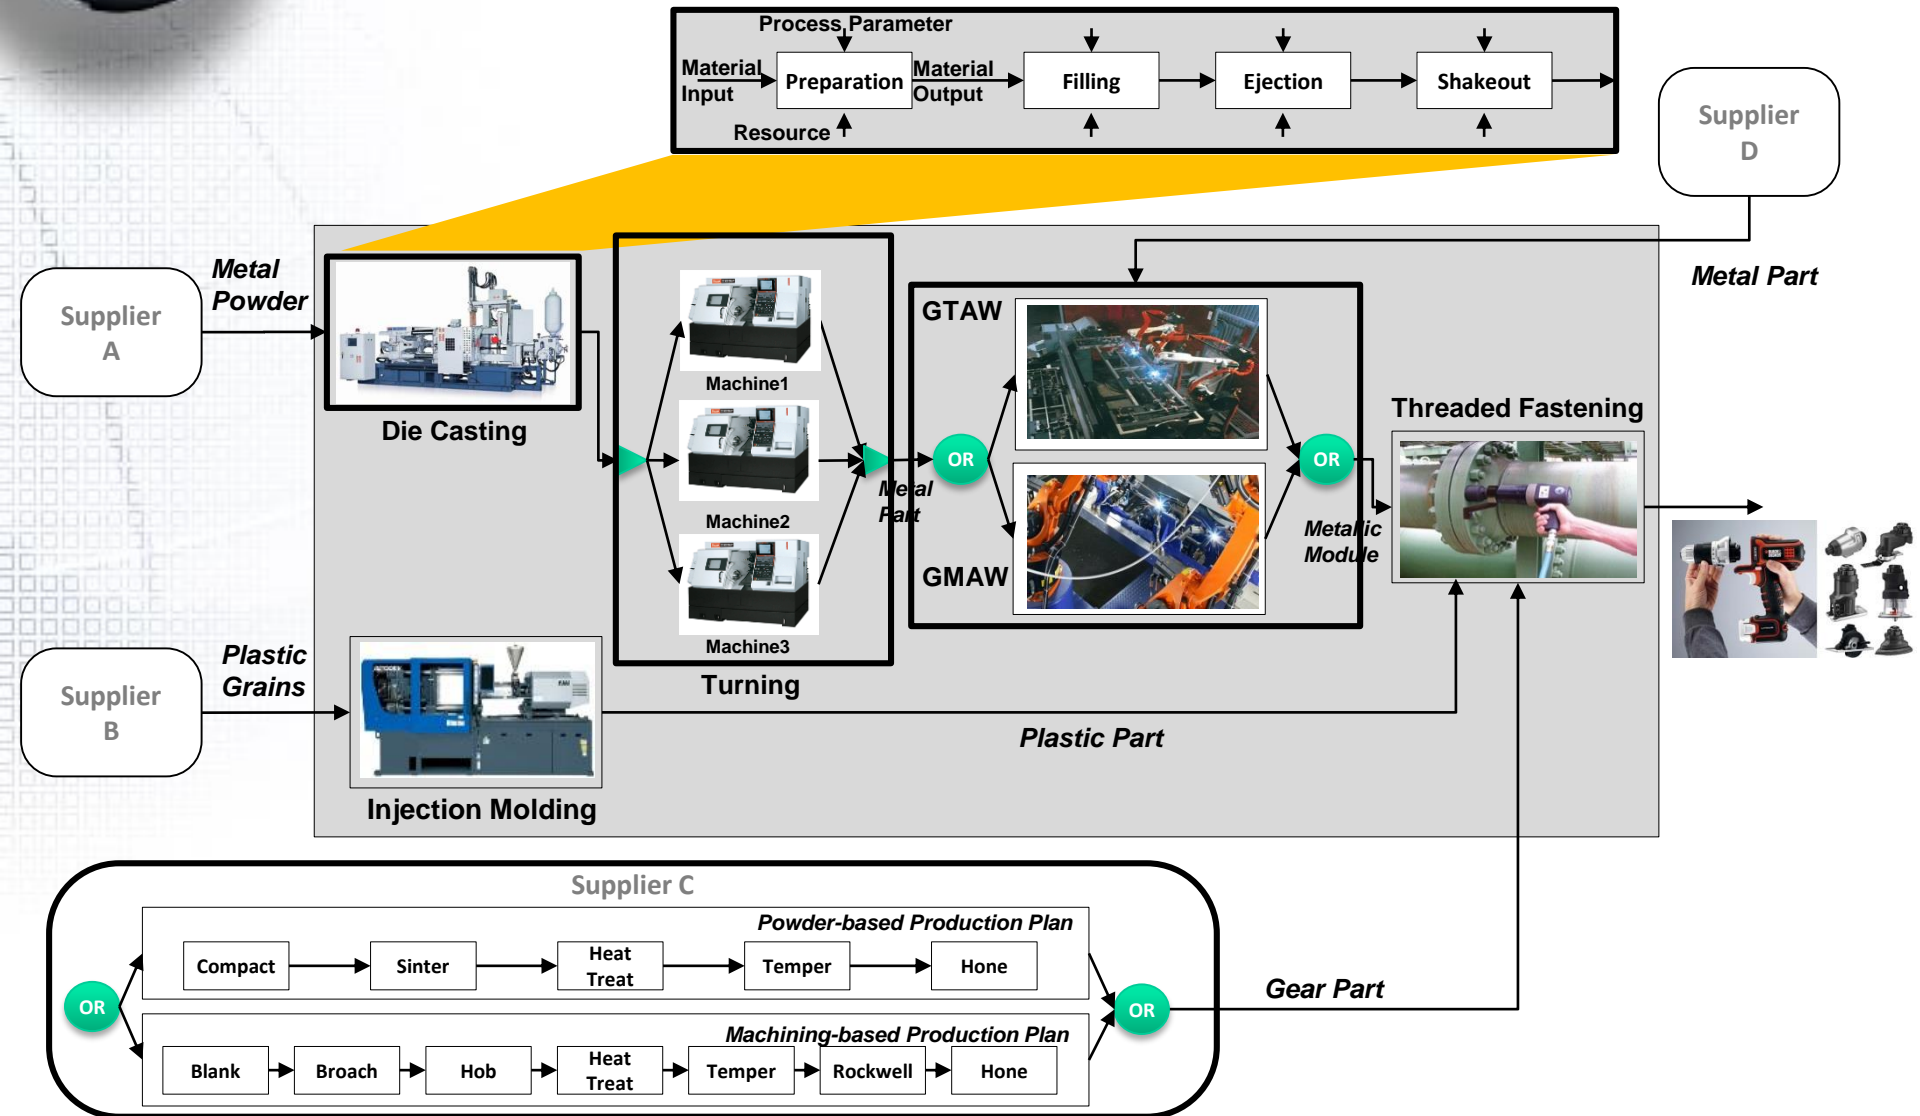 Process Parameter
Material
Input
Preparation
Material
Output
Filling
Ejection
Shakeout
Resource
Supplier
D
Metal
Powder
Supplier
A
Metal Part
GTAW
Machine1
Die Casting
Threaded Fastening
OR
OR
Metal
Part
Machine2
Metallic
Module
GMAW
Machine3
Turning
Plastic
Grains
Supplier
B
Plastic Part
Injection Molding
Supplier C
Powder-based Production Plan
Compact
Sinter
Heat
Treat
Temper
Hone
OR
OR
Gear Part
Machining-based Production Plan
Blank
Broach
Hob
Heat
Treat
Temper
Rockwell
Hone